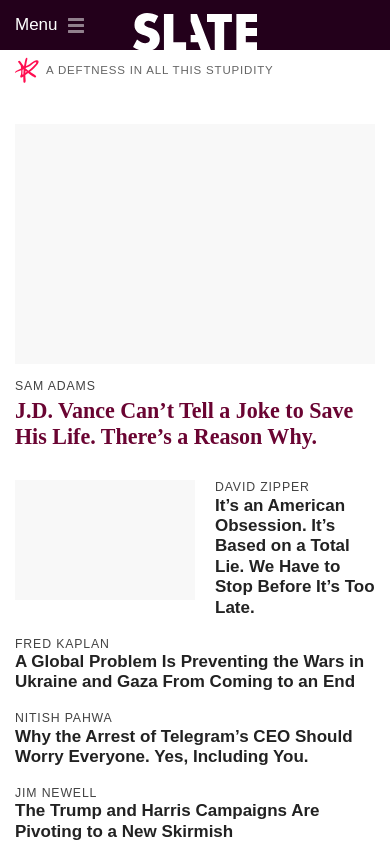 Menu
SLATE
A DEFTNESS IN ALL THIS STUPIDITY
SAM ADAMS
J.D. Vance Can’t Tell a Joke to Save
His Life. There’s a Reason Why.
DAVID ZIPPER
It’s an American
Obsession. It’s
Based on a Total
Lie. We Have to
Stop Before It’s Too
Late.
FRED KAPLAN
A Global Problem Is Preventing the Wars in
Ukraine and Gaza From Coming to an End
NITISH PAHWA
Why the Arrest of Telegram’s CEO Should
Worry Everyone. Yes, Including You.
JIM NEWELL
The Trump and Harris Campaigns Are
Pivoting to a New Skirmish